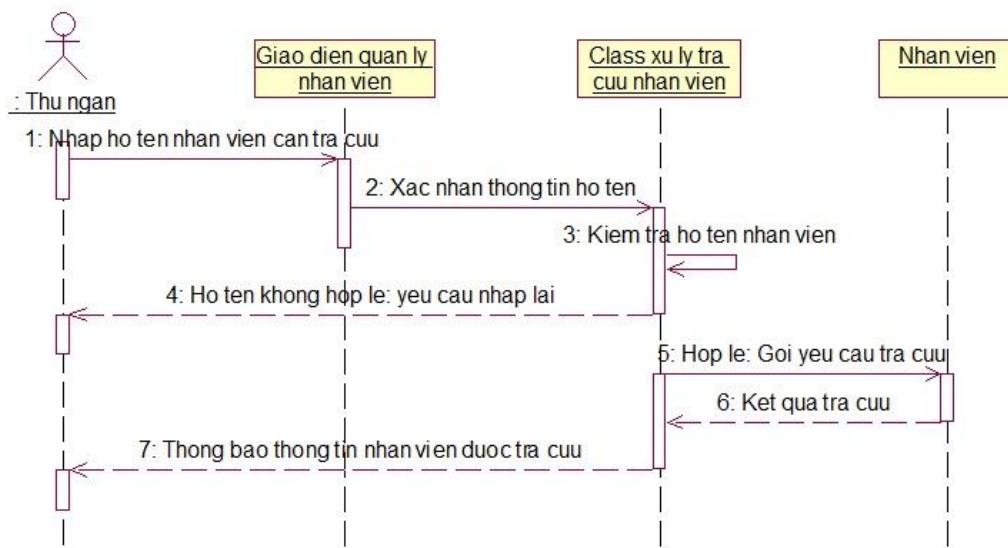 Giao dien quan ly
nhan vien
Class xu ly tra
cuu nhan vien
Nhan vien
: Thu ngan
1: Nhap ho ten nhan vien can tra cuu
2: Xac nhan thong tin ho ten
3: Kiem tra ho ten nhan vien
4: Ho ten khong hop le: yeu cau nhap lai
5: Hop le: Goi yeu cau tra cuu
6: Ket qua tra cuu
7: Thong bao thong tin nhan vien duoc tra cuu